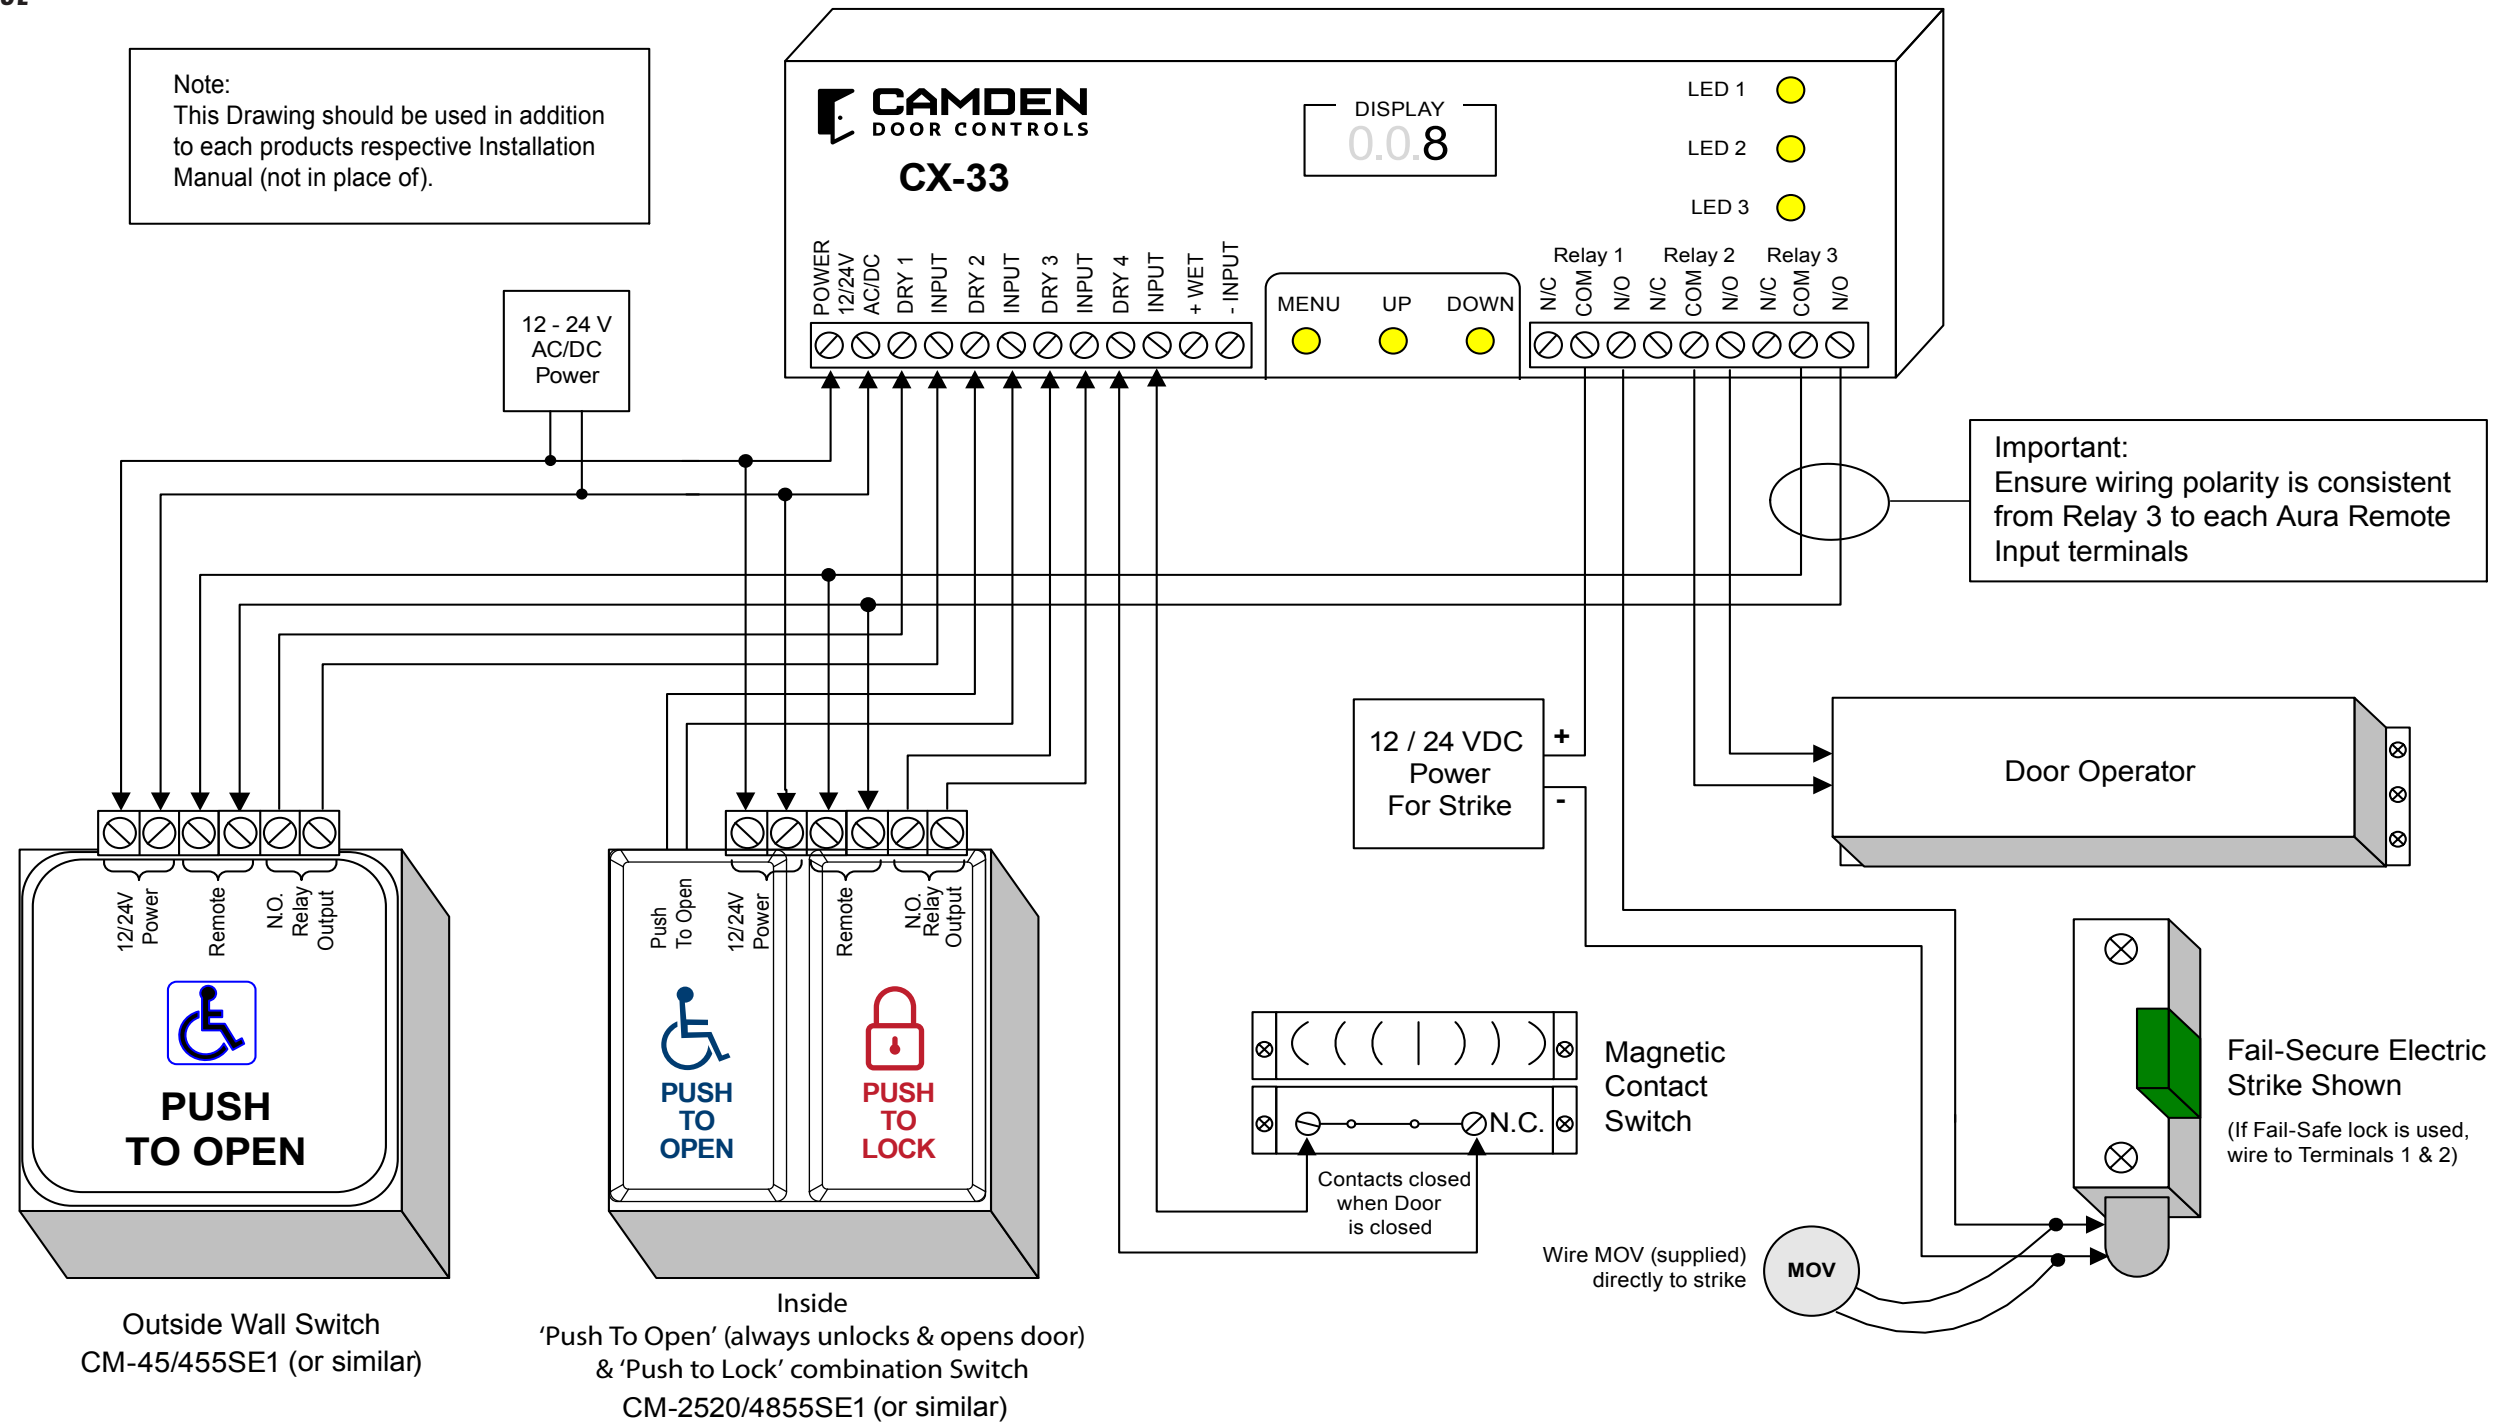 Note:
This Drawing should be used in addition
to each products respective Installation
Manual (not in place of).
CAMDEN
DOOR CONTROLS
CX-33
DISPLAY
0.0.8
LED 1
LED 2
LED 3
POWER
12/24V
AC/DC
DRY 1
INPUT
DRY 2
INPUT
DRY 3
INPUT
DRY 4
INPUT
+ WET
- INPUT
MENU
UP
DOWN
Relay 1
Relay 2
Relay 3
N/C
COM
N/O
N/C
COM
N/O
N/C
COM
N/O
12 - 24 V
AC/DC
Power
Important:
Ensure wiring polarity is consistent
from Relay 3 to each Aura Remote
Input terminals
12 / 24 VDC
Power
For Strike
+
-
Door Operator
12/24V
Power
Remote
N.O.
Relay
Output
PUSH
TO OPEN
Push
To Open
12/24V
Power
Remote
N.O.
Relay
Output
PUSH
TO
OPEN
PUSH
TO
LOCK
Magnetic
Contact
Switch
N.C.
Contacts closed
when Door
is closed
Fail-Secure Electric
Strike Shown
(If Fail-Safe lock is used,
wire to Terminals 1 & 2)
Wire MOV (supplied)
directly to strike
MOV
Outside Wall Switch
CM-45/455SE1 (or similar)
Inside
‘Push To Open’ (always unlocks & opens door)
& ‘Push to Lock’ combination Switch
CM-2520/4855SE1 (or similar)